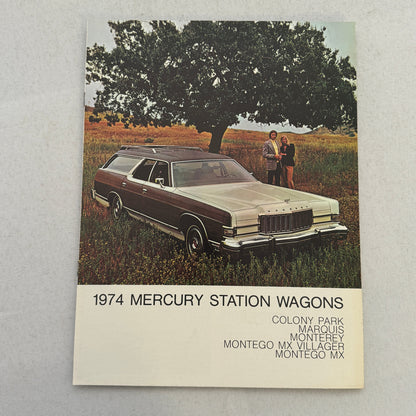 1974 MERCURY STATION WAGONS
COLONY PARK
MARQUIS
MONTEREY
MONTEGO MX VILLAGER
MONTEGO MX